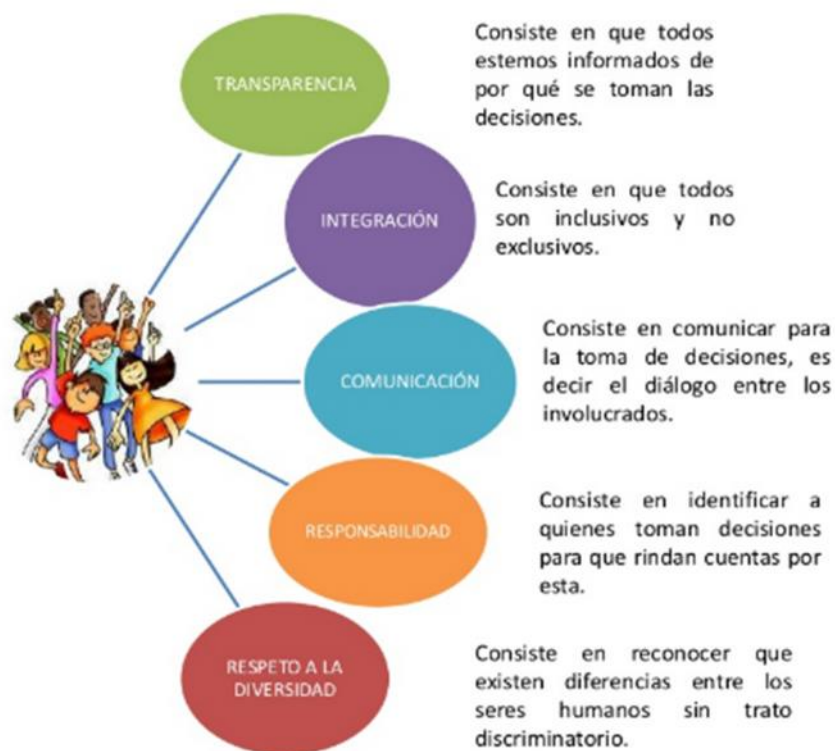 TRANSPARENCIA
Consiste en que todos
estemos informados de
por qué se toman las
decisiones.
INTEGRACIÓN
Consiste en que todos
son inclusivos y no
exclusivos.
COMUNICACIÓN
Consiste en comunicar para
la toma de decisiones, es
decir el diálogo entre los
involucrados.
RESPONSABILIDAD
Consiste en identificar a
quienes toman decisiones
para que rindan cuentas por
esta.
RESPETO A LA
DIVERSIDAD
Consiste en reconocer que
existen diferencias entre los
seres humanos sin trato
discriminatorio.